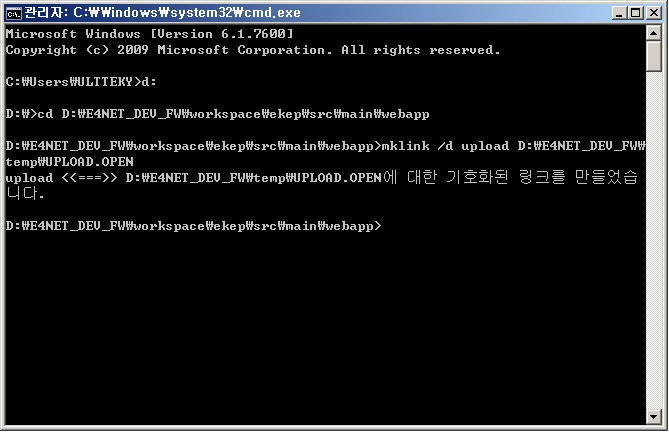 관리자: C:₩Windows₩system32₩cmd.exe
Microsoft Windows [Version 6.1.7600]
Copyright (c) 2009 Microsoft Corporation. All rights reserved.
C:₩Users₩ULTTEKY>d:
D:₩>cd D:₩E4NET_DEV_FW₩workspace₩ekep₩src₩main₩webapp
D:₩E4NET_DEV_FW₩workspace₩ekep₩src₩main₩webapp>mklink /d upload D:₩E4NET_DEV_FW₩
temp₩UPLOAD.OPEN
upload <<===>> D:₩E4NET_DEV_FW₩temp₩UPLOAD.OPEN에 대한 기호화된 링크를 만들었습
니다.
D:₩E4NET_DEV_FW₩workspace₩ekep₩src₩main₩webapp>